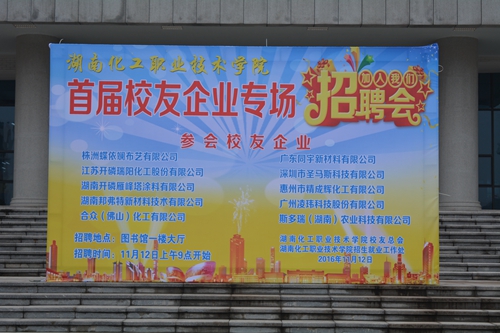 湖南化工职业技术学院
首届校友企业专场
加入我们
招聘会
参会校友企业
株洲蝶依斓布艺有限公司
江苏开磷瑞阳化工股份有限公司
湖南开磷雁峰塔涂料有限公司
湖南邦弗特新材料技术有限公司
合众（佛山）化工有限公司
广东同宇新材料有限公司
深圳市圣马斯科技有限公司
惠州市精成辉化工有限公司
广州凌玮科技股份有限公司
斯多瑞（湖南）农业科技有限公司
招聘地点：图书馆一楼大厅
招聘时间：11月12日上午9点开始
湖南化工职业技术学院校友总会
湖南化工职业技术学院招生就业工作处
2016年11月12日